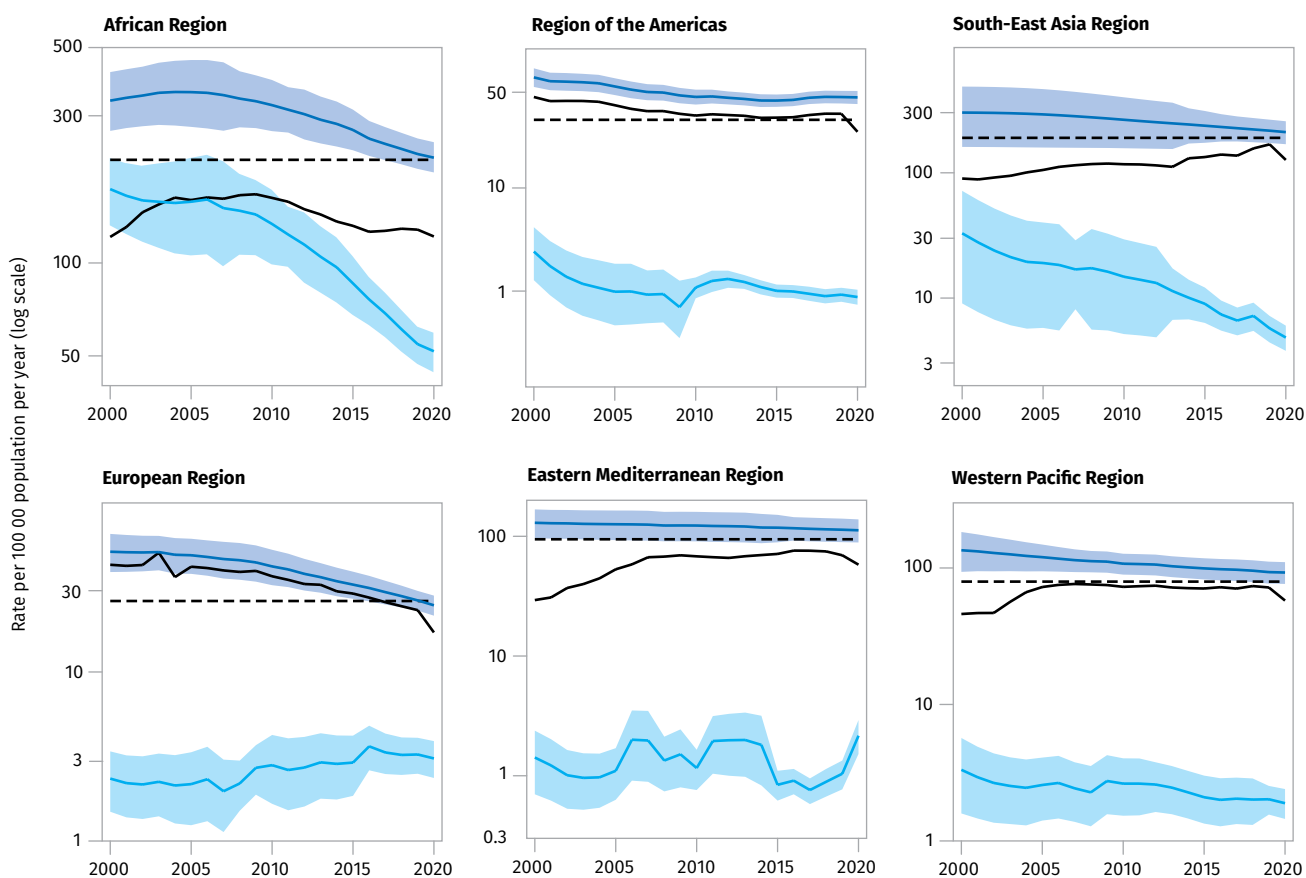 African Region
Region of the Americas
South-East Asia Region
500
300
100
50
2000 2005 2010 2015 2020
50
10
1
2000 2005 2010 2015 2020
300
100
30
10
3
2000 2005 2010 2015 2020
Rate per 100 00 population per year (log scale)
European Region
Eastern Mediterranean Region
Western Pacific Region
30
10
3
1
2000 2005 2010 2015 2020
100
10
1
0.3
2000 2005 2010 2015 2020
100
10
1
2000 2005 2010 2015 2020